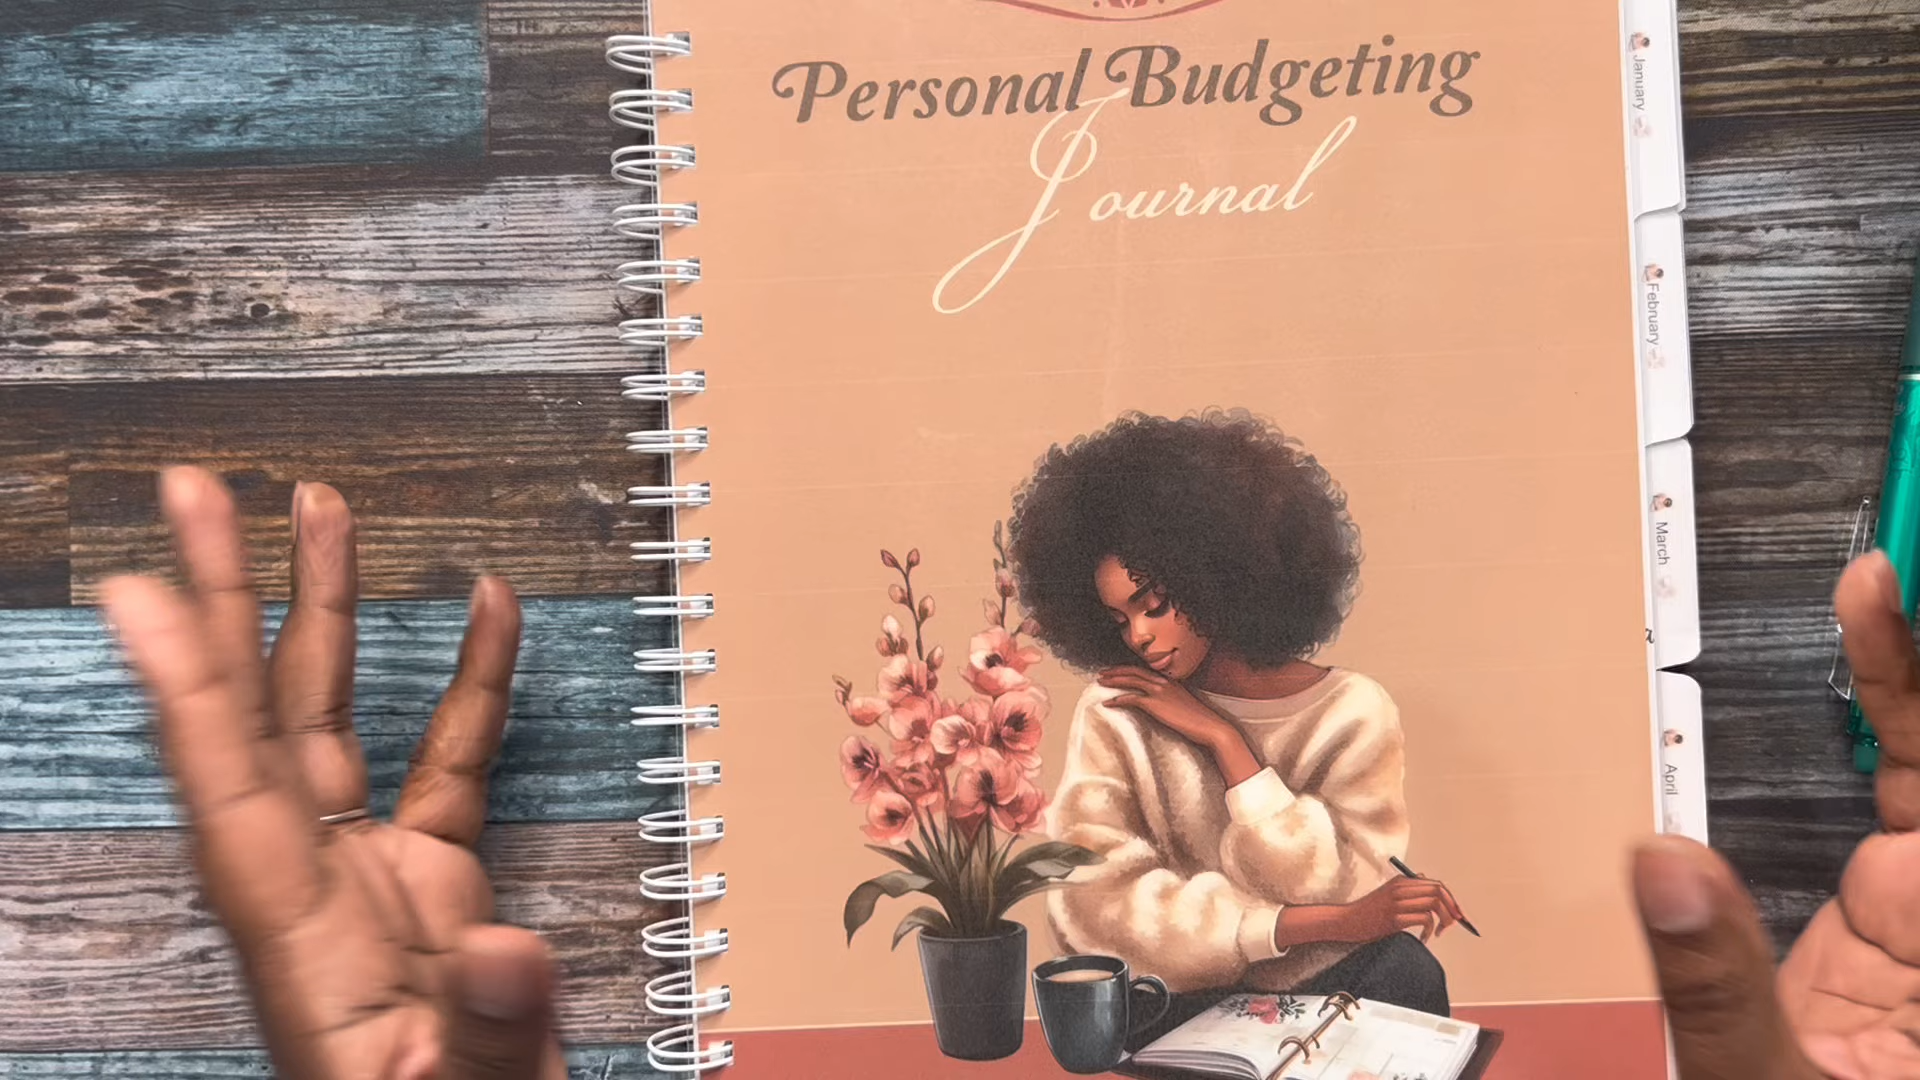 Personal Budgeting
Journal
January
February
March
April